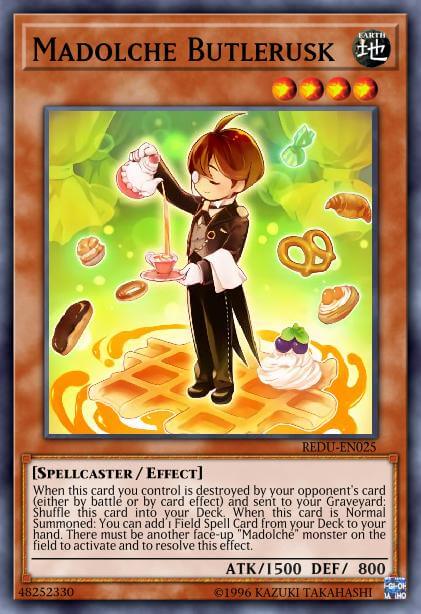 MADOLCHE BUTLERUSK
EARTH
地
REDU-EN025
[SPELLCASTER / EFFECT]
When this card you control is destroyed by your opponent's card
(either by battle or by card effect) and sent to your Graveyard:
Shuffle this card into your Deck. When this card is Normal
Summoned: You can add 1 Field Spell Card from your Deck to your
hand. There must be another face-up "Madolche" monster on
the field to activate and to resolve this effect.
ATK/1500 DEF/ 800
48252330
©1996 KAZUKI TAKAHASHI